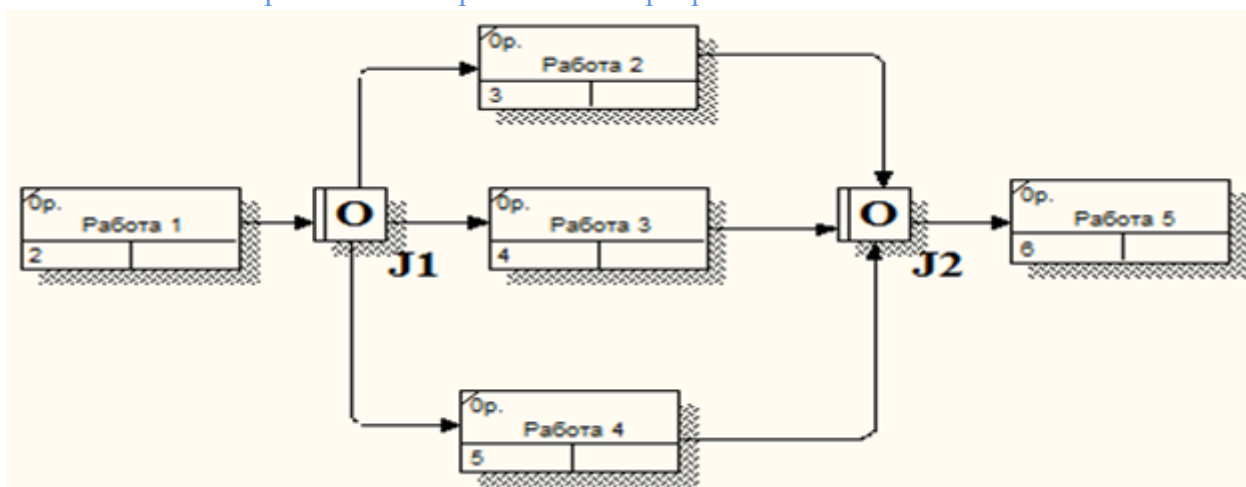 0р.
Работа 2
3
0р.
Работа 1
2
O
J1
0р.
Работа 3
4
O
J2
0р.
Работа 5
6
0р.
Работа 4
5